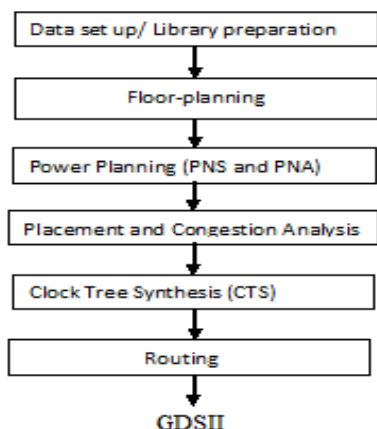 Data set up/ Library preparation
Floor-planning
Power Planning (PNS and PNA)
Placement and Congestion Analysis
Clock Tree Synthesis (CTS)
Routing
GDSII